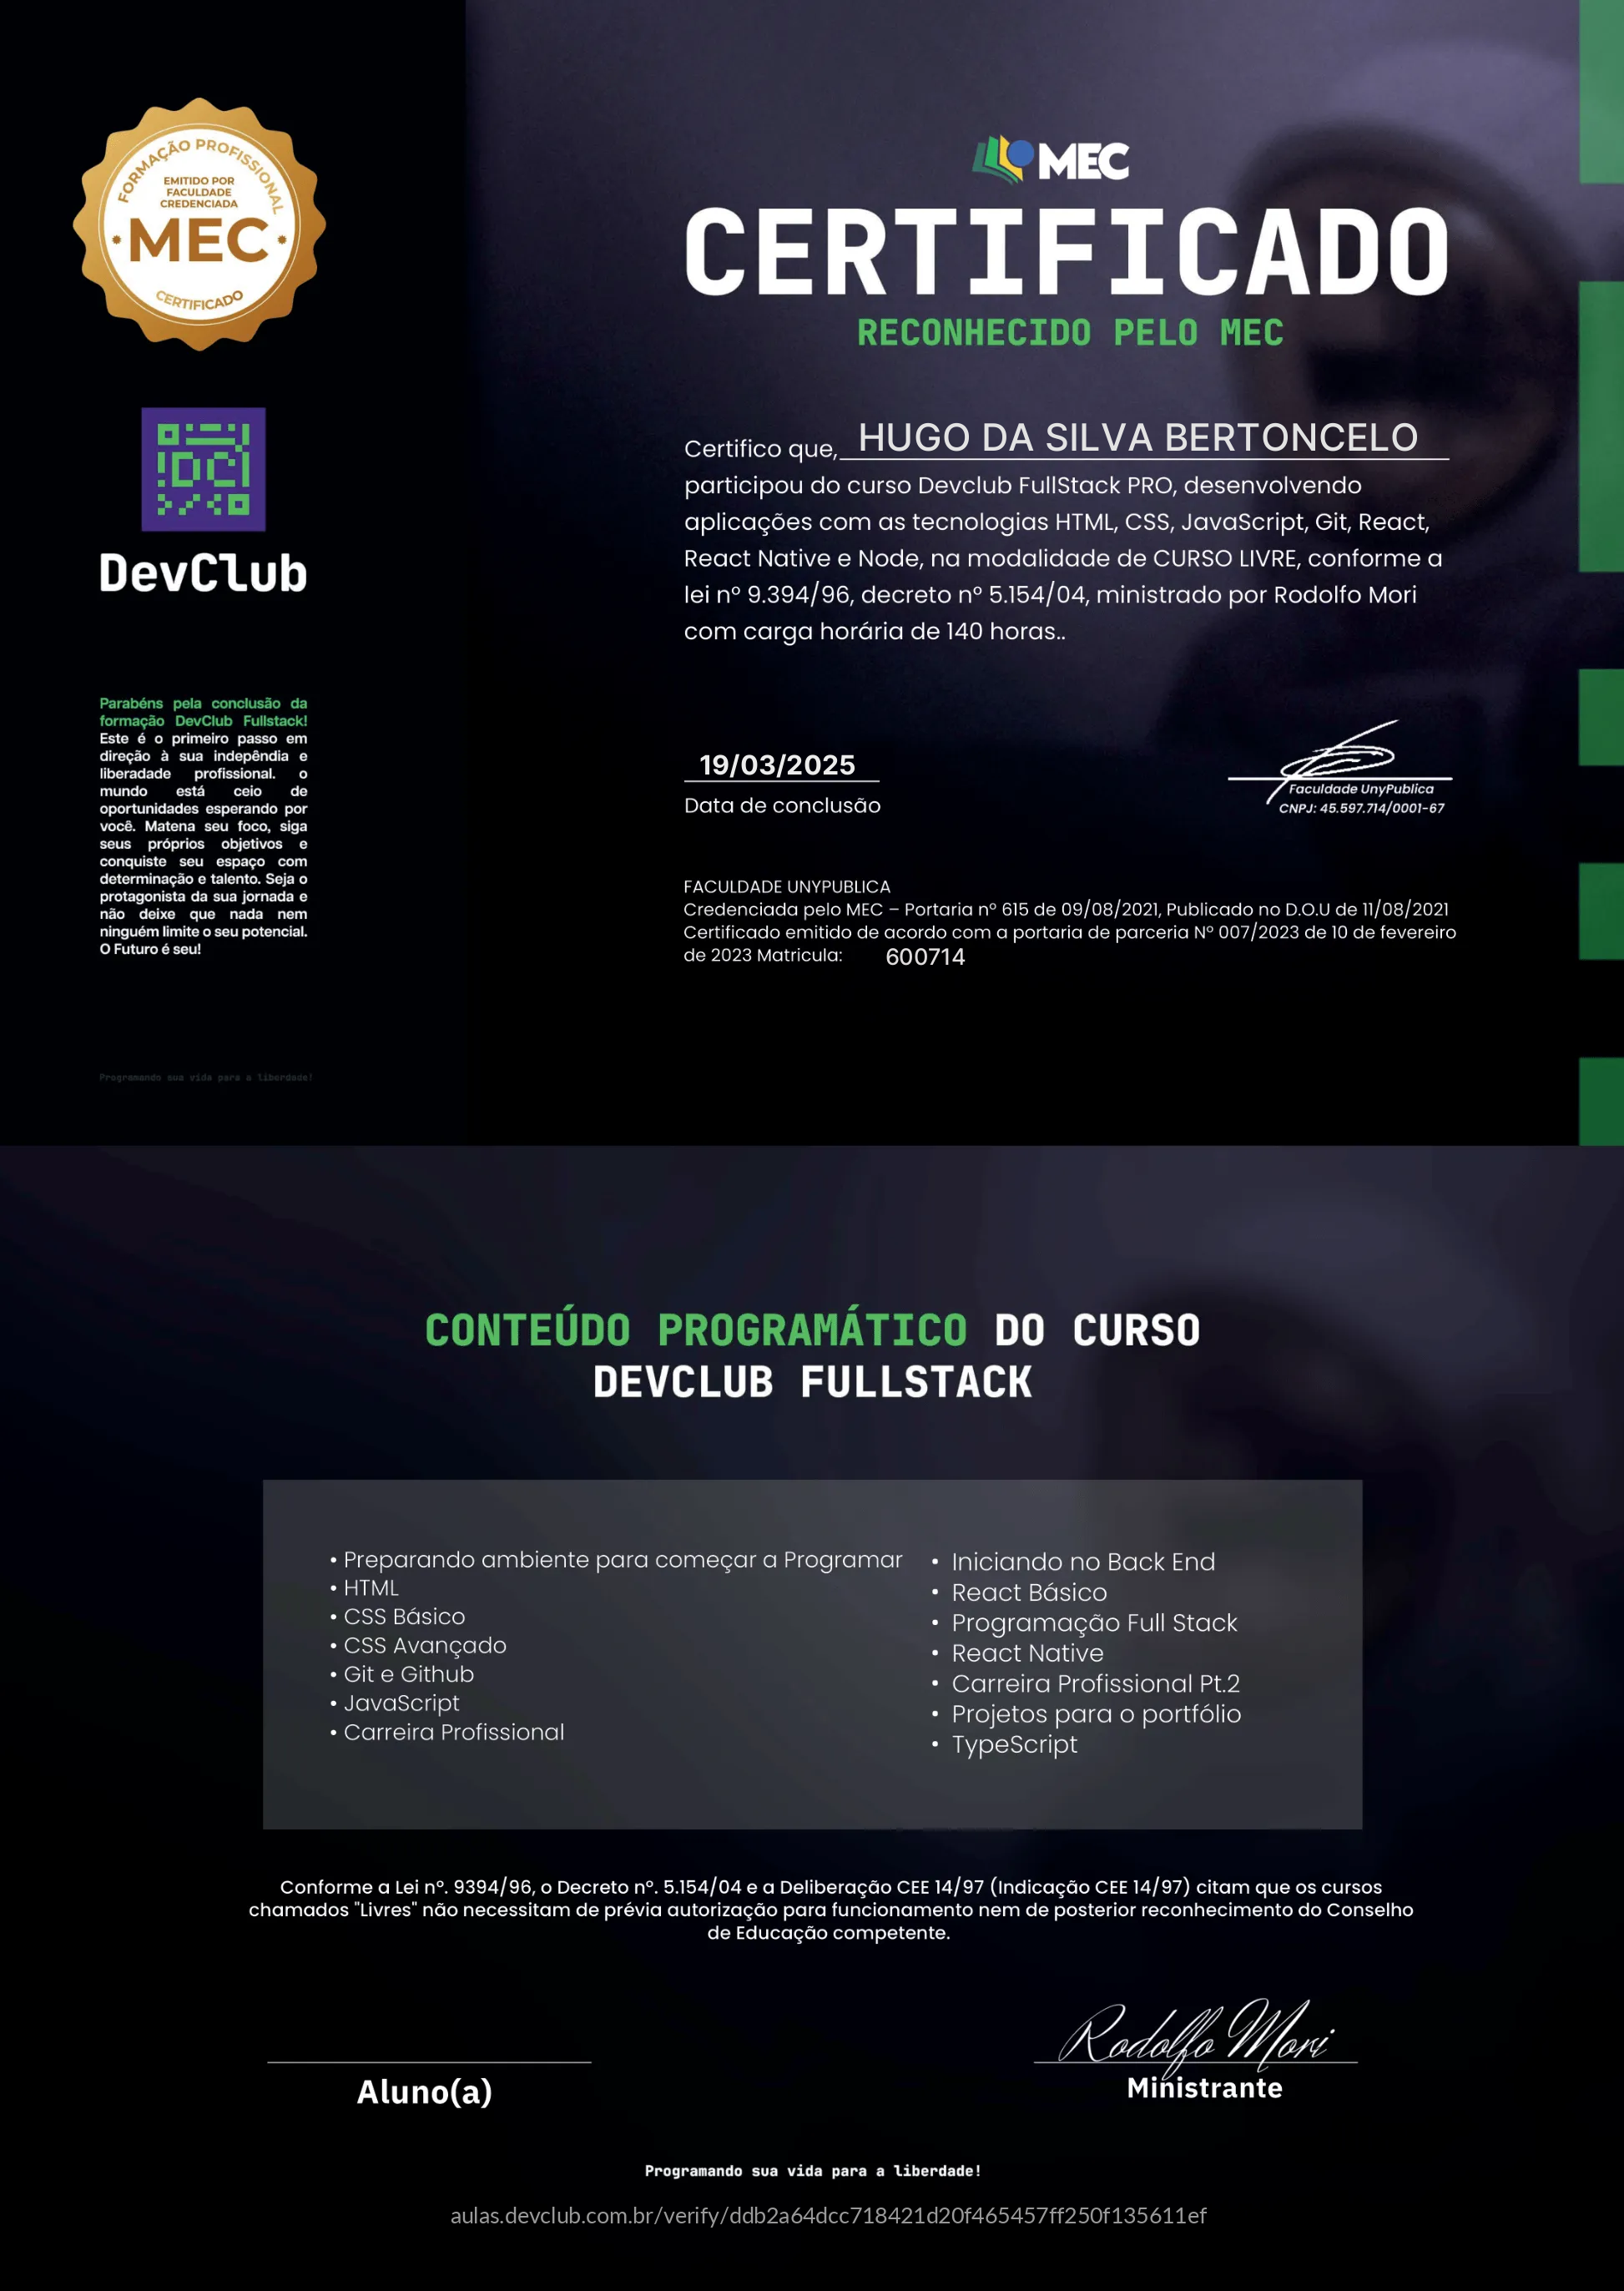 FORMAÇÃO PROFISSIONAL
EMITIDO POR
FACULDADE
CREDENCIADA
MEC
CERTIFICADO
DC
DevClub
Parabéns pela conclusão da
formação DevClub Fullstack!
Este é o primeiro passo em
direção à sua indepêndia e
liberadade profissional. o
mundo está ceio de
oportunidades esperando por
você. Matena seu foco, siga
seus próprios objetivos e
conquiste seu espaço com
determinação e talento. Seja o
protagonista da sua jornada e
não deixe que nada nem
ninguém limite o seu potencial.
O Futuro é seu!
Programando sua vida para a liberdade!
MEC
CERTIFICADO
RECONHECIDO PELO MEC
Certifico que, HUGO DA SILVA BERTONCELO
participou do curso Devclub FullStack PRO, desenvolvendo
aplicações com as tecnologias HTML, CSS, JavaScript, Git, React,
React Native e Node, na modalidade de CURSO LIVRE, conforme a
lei nº 9.394/96, decreto nº 5.154/04, ministrado por Rodolfo Mori
com carga horária de 140 horas..
19/03/2025
Data de conclusão
Faculdade UnyPublica
CNPJ: 45.597.714/0001-67
FACULDADE UNYPUBLICA
Credenciada pelo MEC – Portaria nº 615 de 09/08/2021, Publicado no D.O.U de 11/08/2021
Certificado emitido de acordo com a portaria de parceria Nº 007/2023 de 10 de fevereiro
de 2023 Matricula: 600714
CONTEÚDO PROGRAMÁTICO DO CURSO
DEVCLUB FULLSTACK
• Preparando ambiente para começar a Programar
• HTML
• CSS Básico
• CSS Avançado
• Git e Github
• JavaScript
• Carreira Profissional
• Iniciando no Back End
• React Básico
• Programação Full Stack
• React Native
• Carreira Profissional Pt.2
• Projetos para o portfólio
• TypeScript
Conforme a Lei nº. 9394/96, o Decreto nº. 5.154/04 e a Deliberação CEE 14/97 (Indicação CEE 14/97) citam que os cursos
chamados "Livres" não necessitam de prévia autorização para funcionamento nem de posterior reconhecimento do Conselho
de Educação competente.
Aluno(a)
Rodolfo Mori
Ministrante
Programando sua vida para a liberdade!
aulas.devclub.com.br/verify/ddb2a64dcc718421d20f465457ff250f135611ef